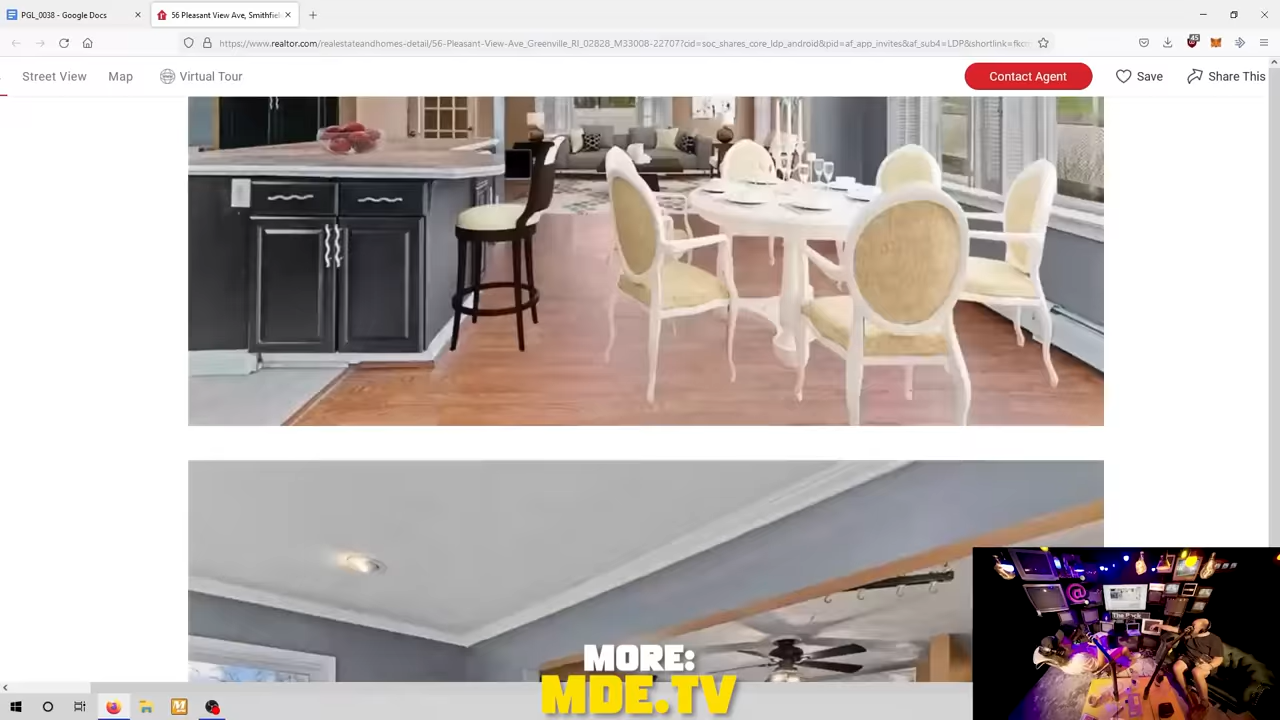 PGL_0038 - Google Docs
56 Pleasant View Ave, Smithfiel
https://www.realtor.com/realestateandhomes-detail/56-Pleasant-View-Ave_Greenville_RI_02828_M33008-22707?cid=soc_shares_core_ldp_android&pid=af_app_invites&af_sub4=LDP&shortlink=fkcm
45
Street View
Map
Virtual Tour
Contact Agent
Save
Share This
MORE:
MDE.TV